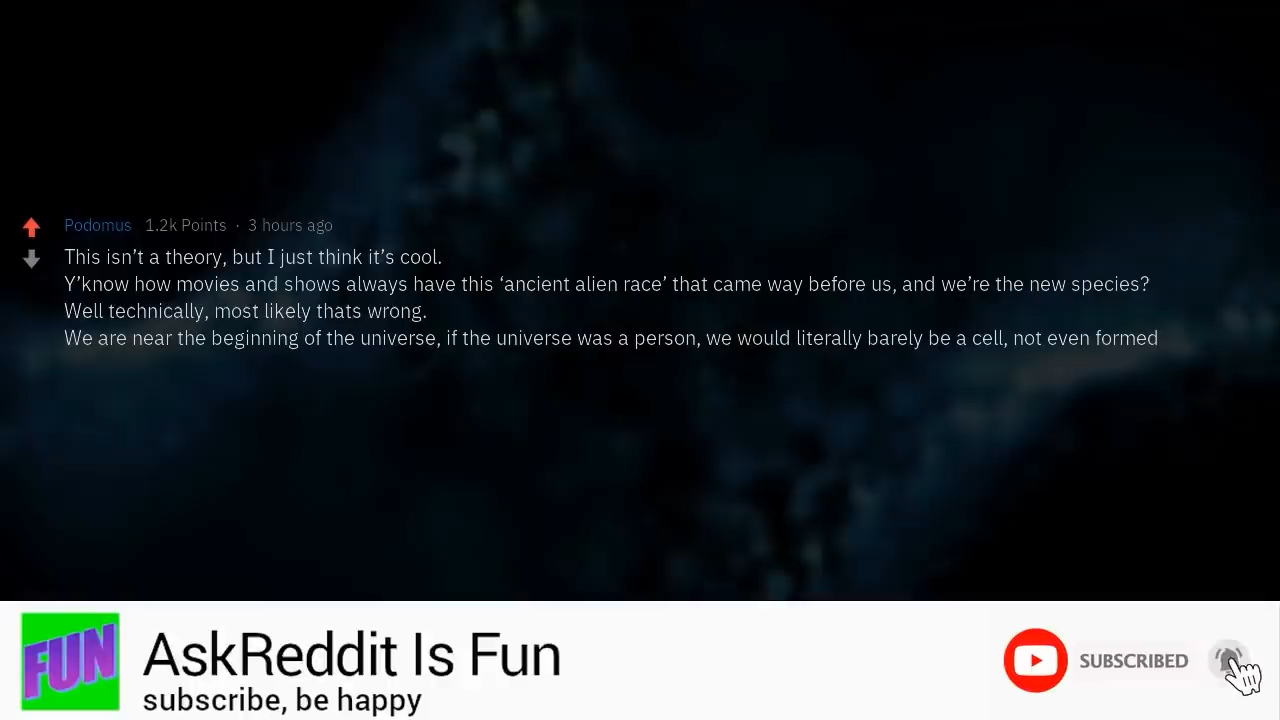 Podomus 1.2k Points · 3 hours ago
This isn’t a theory, but I just think it’s cool.
Y’know how movies and shows always have this ‘ancient alien race’ that came way before us, and we’re the new species?
Well technically, most likely thats wrong.
We are near the beginning of the universe, if the universe was a person, we would literally barely be a cell, not even formed
FUN
AskReddit Is Fun
subscribe, be happy
SUBSCRIBED